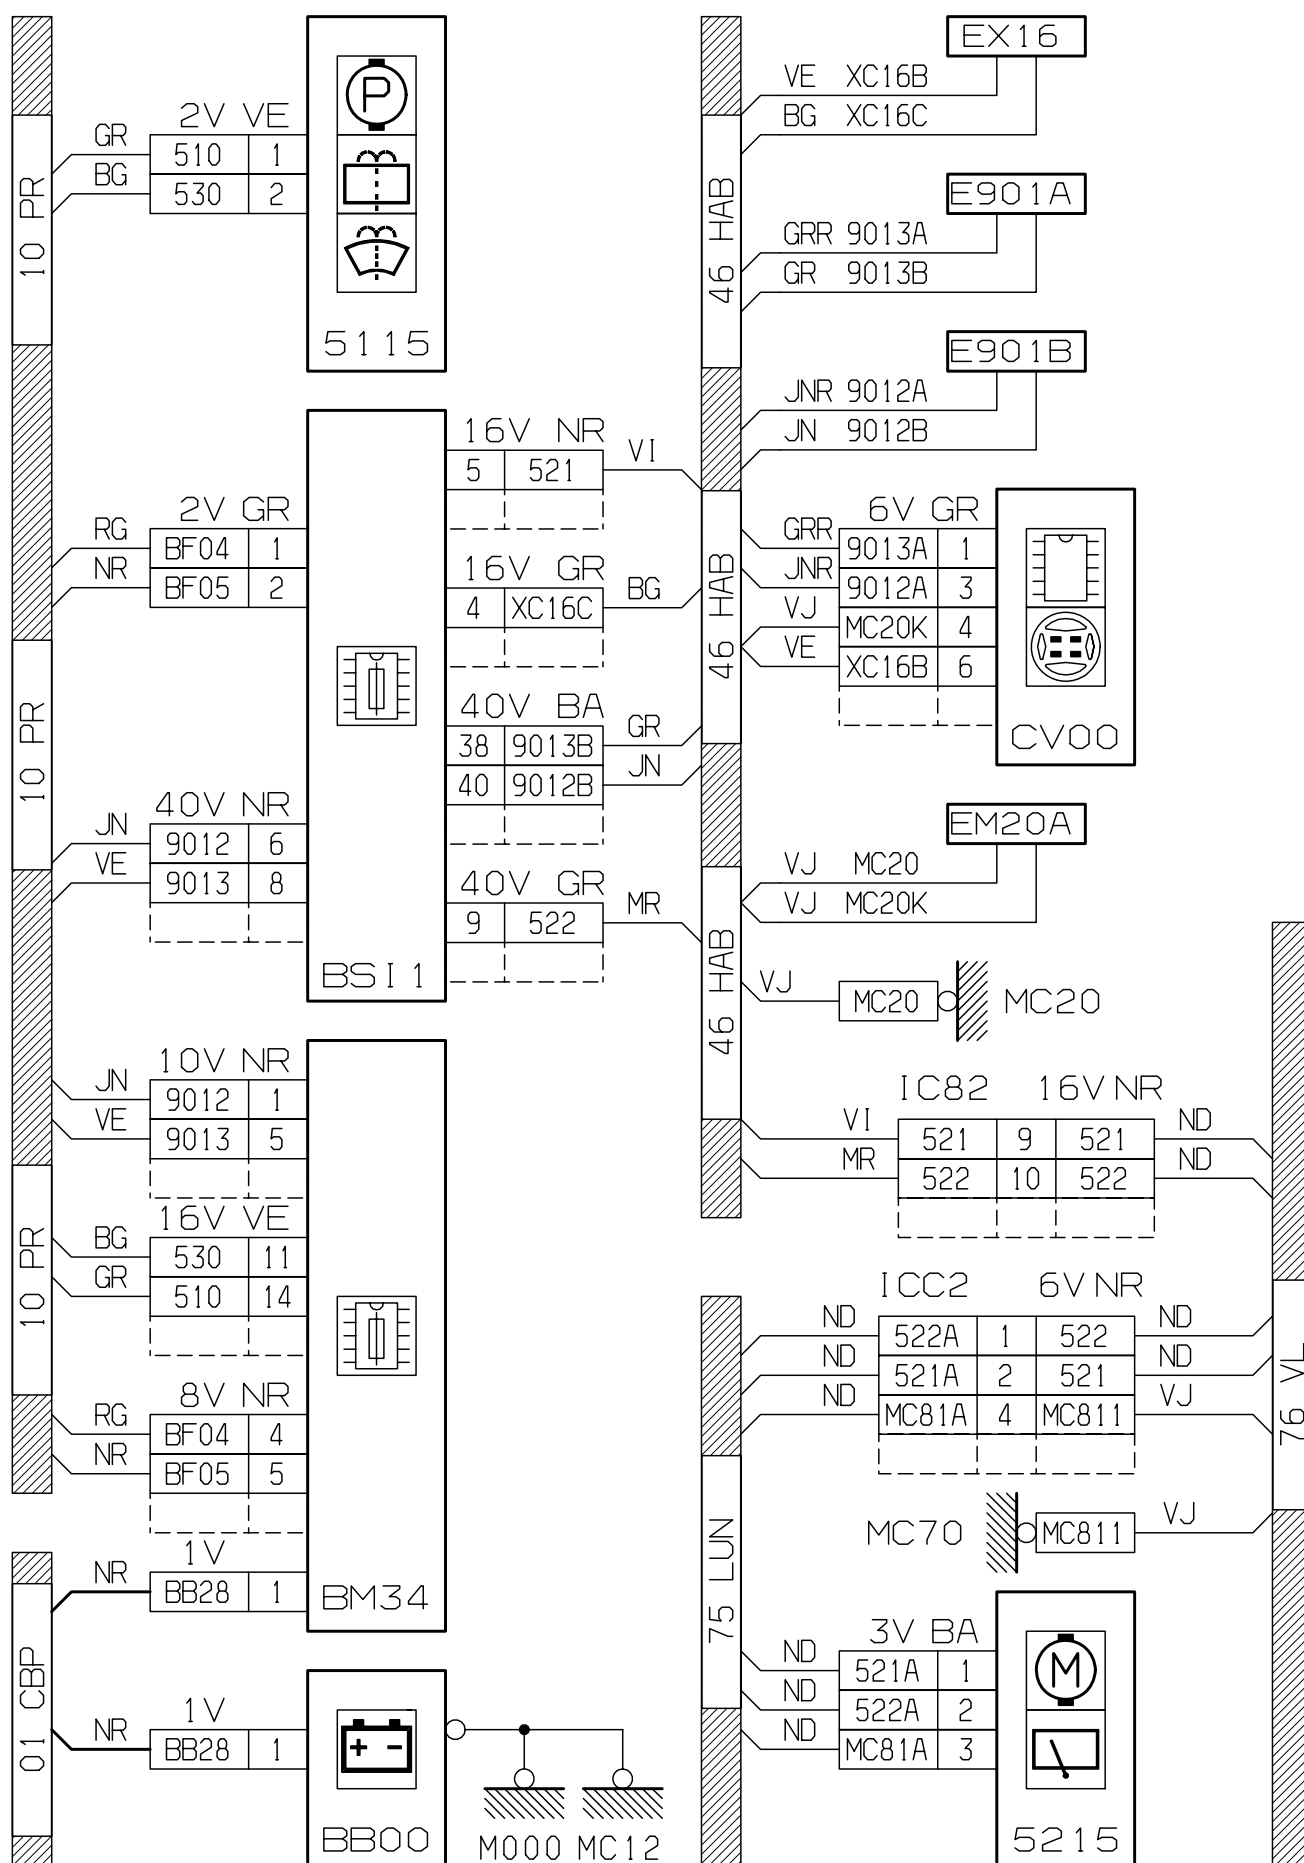 10 PR
2V VE
GR 510 1
BG 530 2
P
5115
2V GR
RG BF04 1
NR BF05 2
10 PR
40V NR
JN 9012 6
VE 9013 8
16V NR
5 521 VI
16V GR
4 XC16C BG
40V BA
38 9013B GR
40 9012B JN
40V GR
9 522 MR
BSI1
10V NR
JN 9012 1
VE 9013 5
16V VE
BG 530 11
GR 510 14
10 PR
8V NR
RG BF04 4
NR BF05 5
1V
NR BB28 1
BM34
01 CBP
1V
NR BB28 1
+ -
BB00
M000 MC12
EX16
VE XC16B
BG XC16C
46 HAB
E901A
GRR 9013A
GR 9013B
E901B
JNR 9012A
JN 9012B
46 HAB
6V GR
GRR 9013A 1
JNR 9012A 3
VJ MC20K 4
VE XC16B 6
CV00
EM20A
VJ MC20
VJ MC20K
46 HAB
VJ MC20 MC20
IC82 16V NR
VI 521 9 521 ND
MR 522 10 522 ND
ICC2 6V NR
ND 522A 1 522 ND
ND 521A 2 521 ND
ND MC81A 4 MC811 VJ
76 VL
MC70 MC811 VJ
75 LUN
3V BA
ND 521A 1
ND 522A 2
ND MC81A 3
M
5215